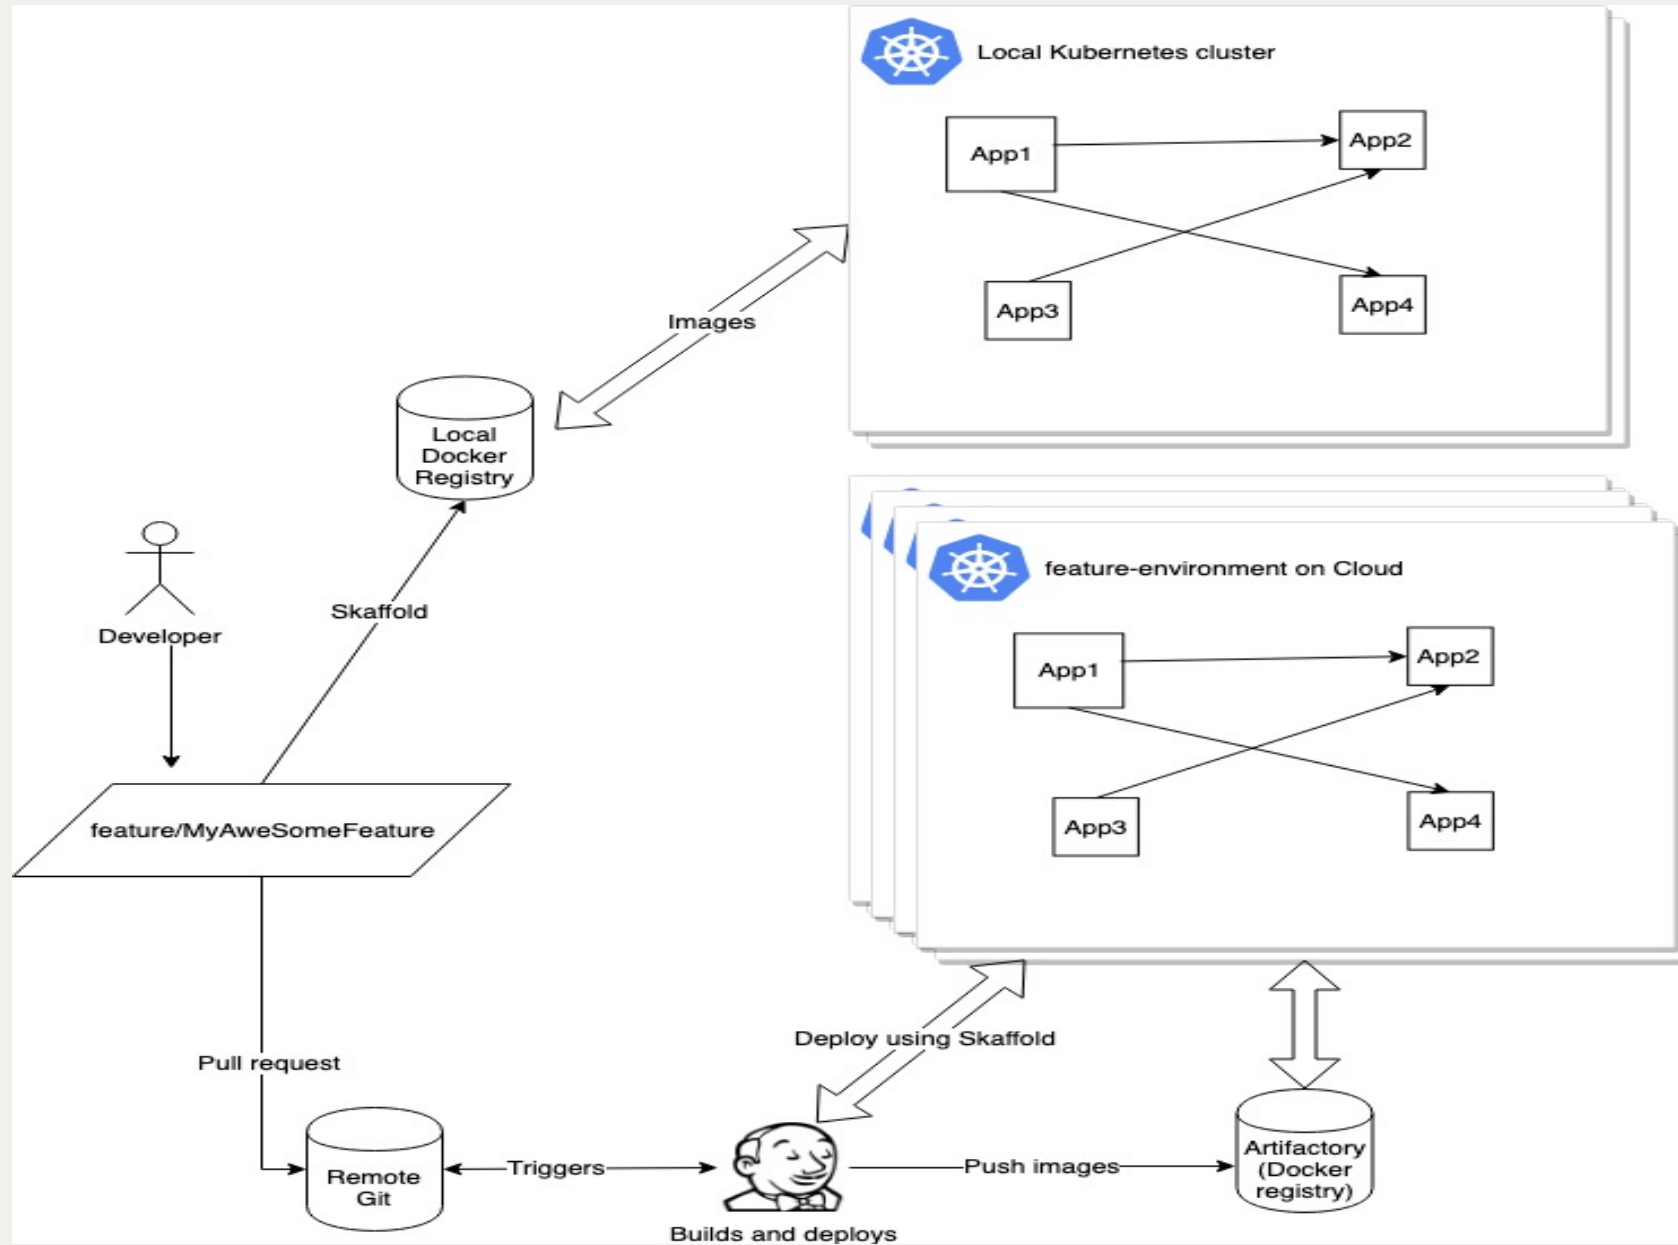 Local Kubernetes cluster
App1
App2
App3
App4
Images
Local
Docker
Registry
Developer
Skaffold
feature/MyAweSomeFeature
feature-environment on Cloud
App1
App2
App3
App4
Deploy using Skaffold
Pull request
Remote
Git
Triggers
Builds and deploys
Push images
Artifactory
(Docker
registry)